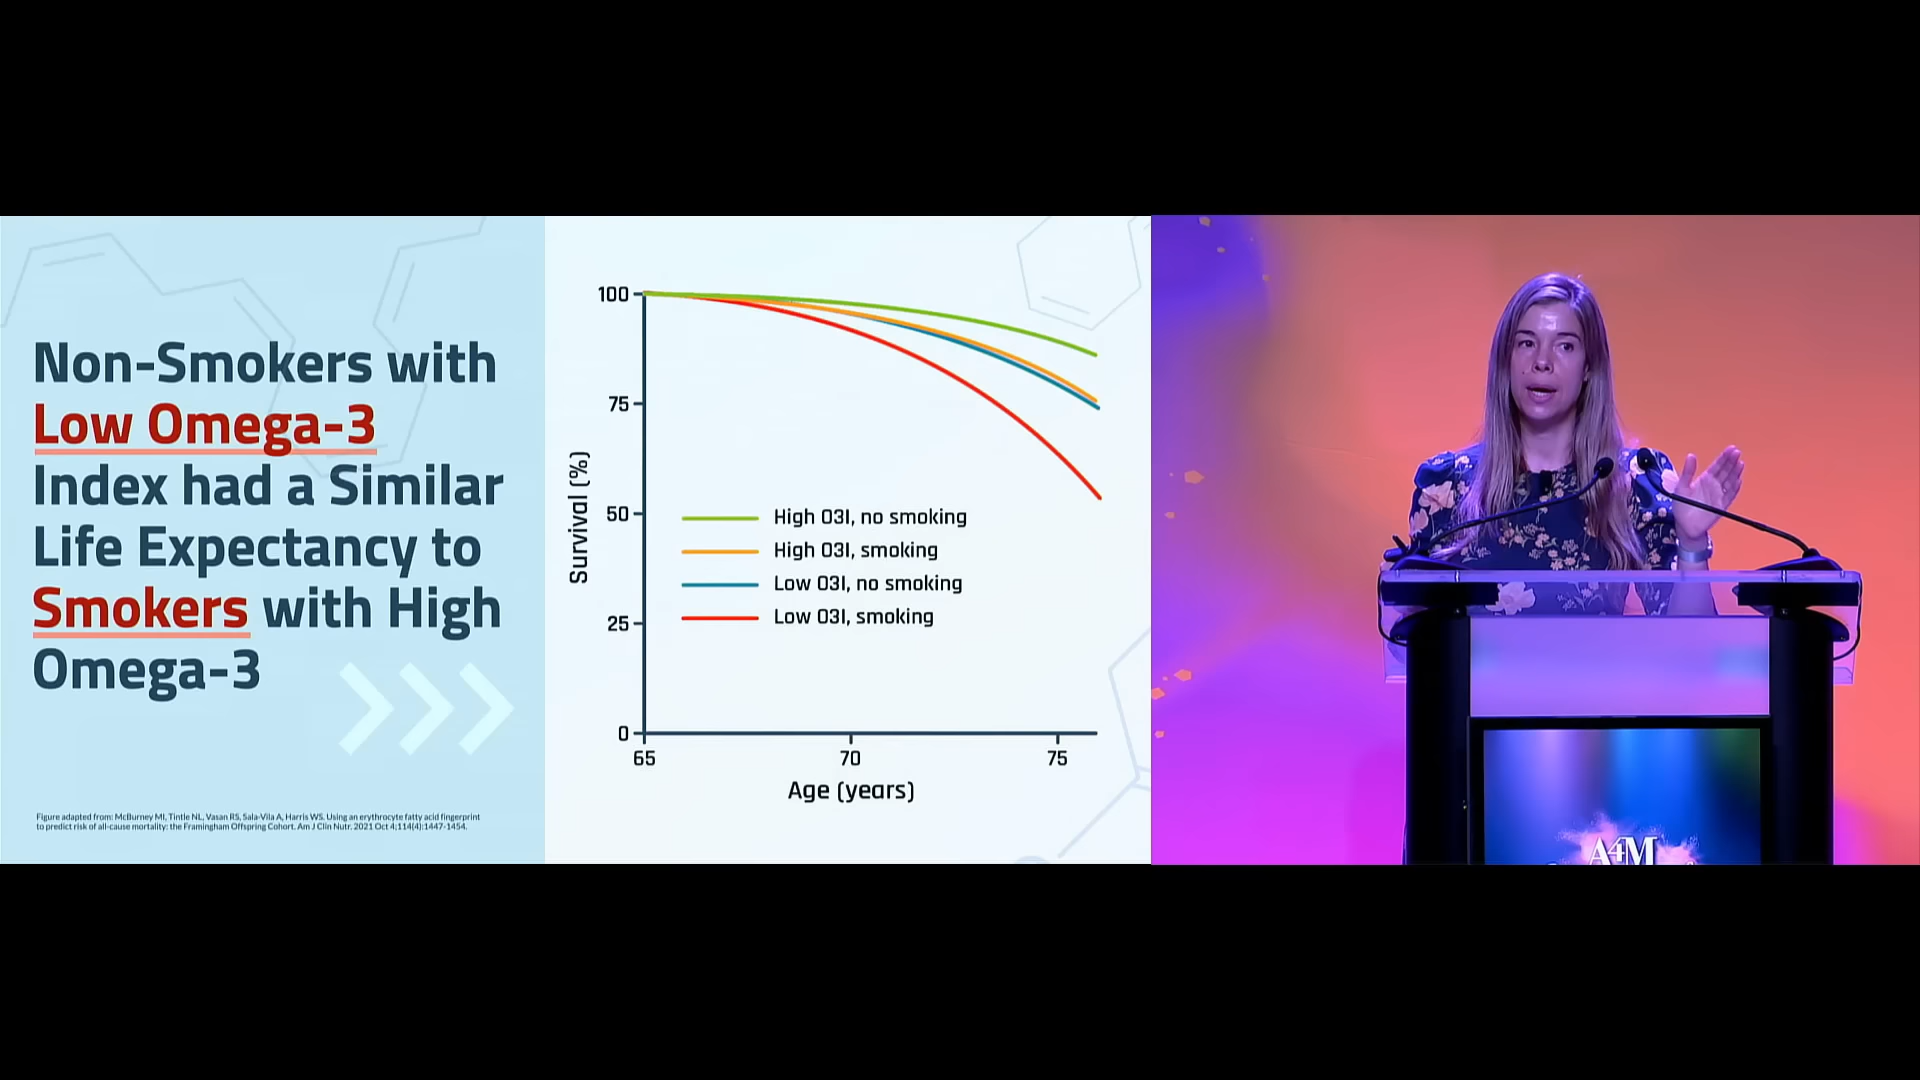 Non-Smokers with
Low Omega-3
Index had a Similar
Life Expectancy to
Smokers with High
Omega-3
Figure adapted from: McBurney MI, Tintle NL, Vasan RS, Sala-Vila A, Harris WS. Using an erythrocyte fatty acid fingerprint
to predict risk of all-cause mortality: the Framingham Offspring Cohort. Am J Clin Nutr. 2021 Oct 4;114(4):1447-1454.
Survival (%)
100
75
50
25
0
High O3I, no smoking
High O3I, smoking
Low O3I, no smoking
Low O3I, smoking
65
70
75
Age (years)
A4M